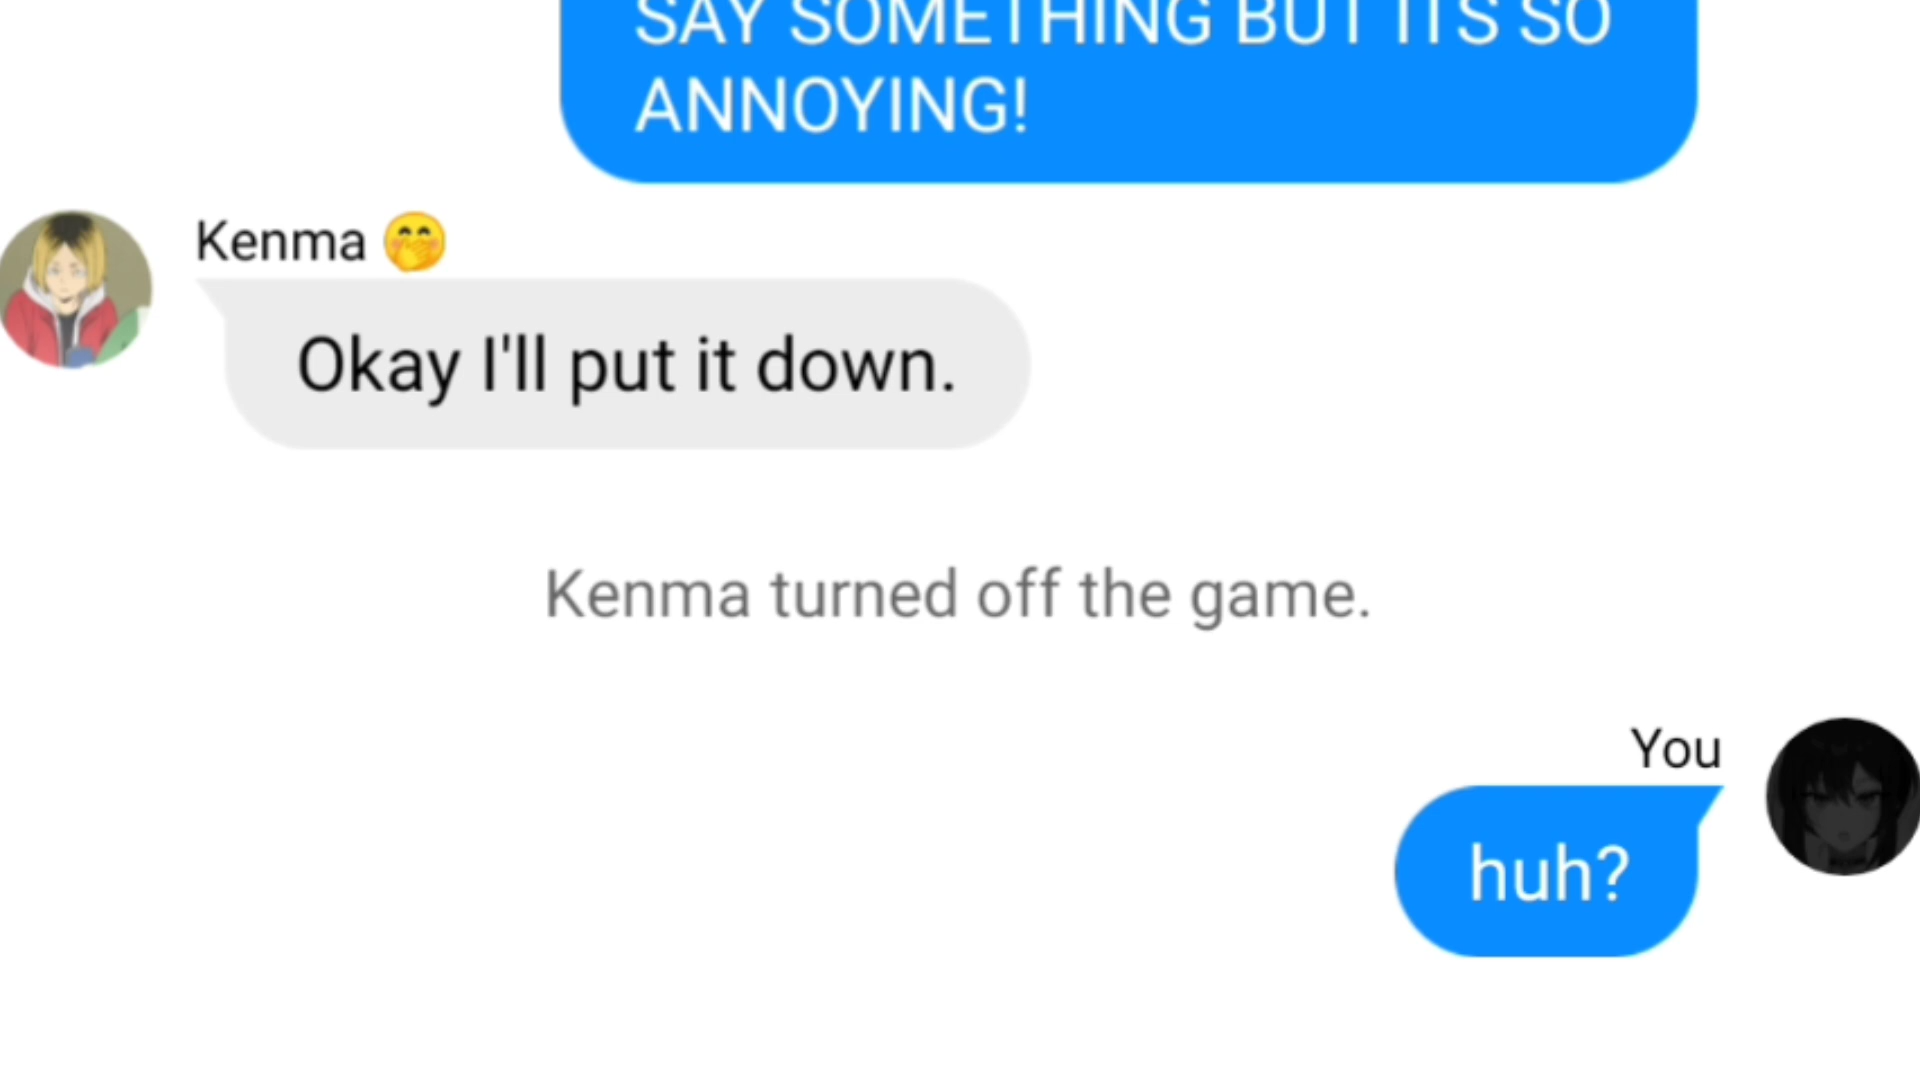 SAY SOMETHING BUT ITS SO
ANNOYING!
Kenma 🤭
Okay I'll put it down.
Kenma turned off the game.
You
huh?